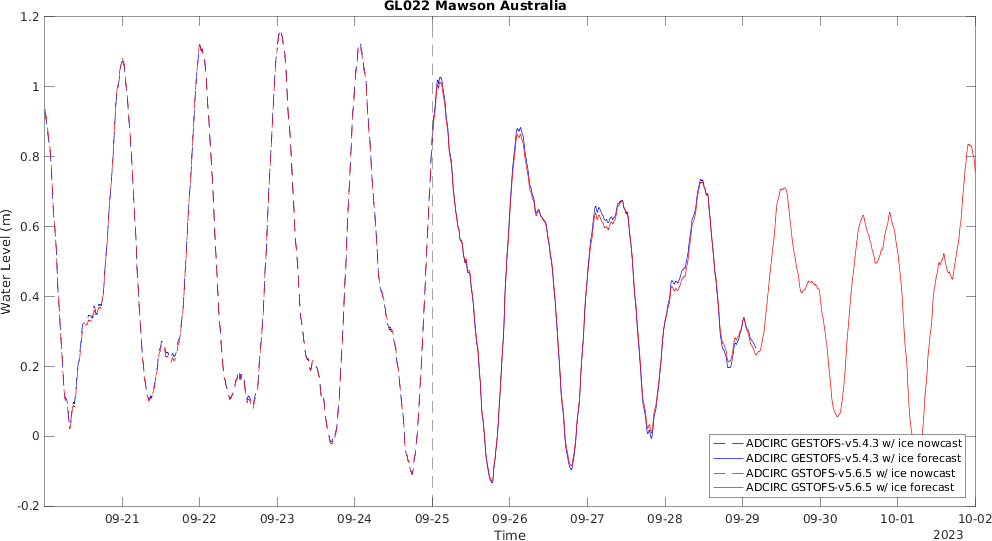 GL022 Mawson Australia
1.2
1
0.8
0.6
0.4
0.2
0
-0.2
Water Level (m)
ADCIRC GESTOFS-v5.4.3 w/ ice nowcast
ADCIRC GESTOFS-v5.4.3 w/ ice forecast
ADCIRC GSTOFS-v5.6.5 w/ ice nowcast
ADCIRC GSTOFS-v5.6.5 w/ ice forecast
09-21 09-22 09-23 09-24 09-25 09-26 09-27 09-28 09-29 09-30 10-01 10-02
Time
2023